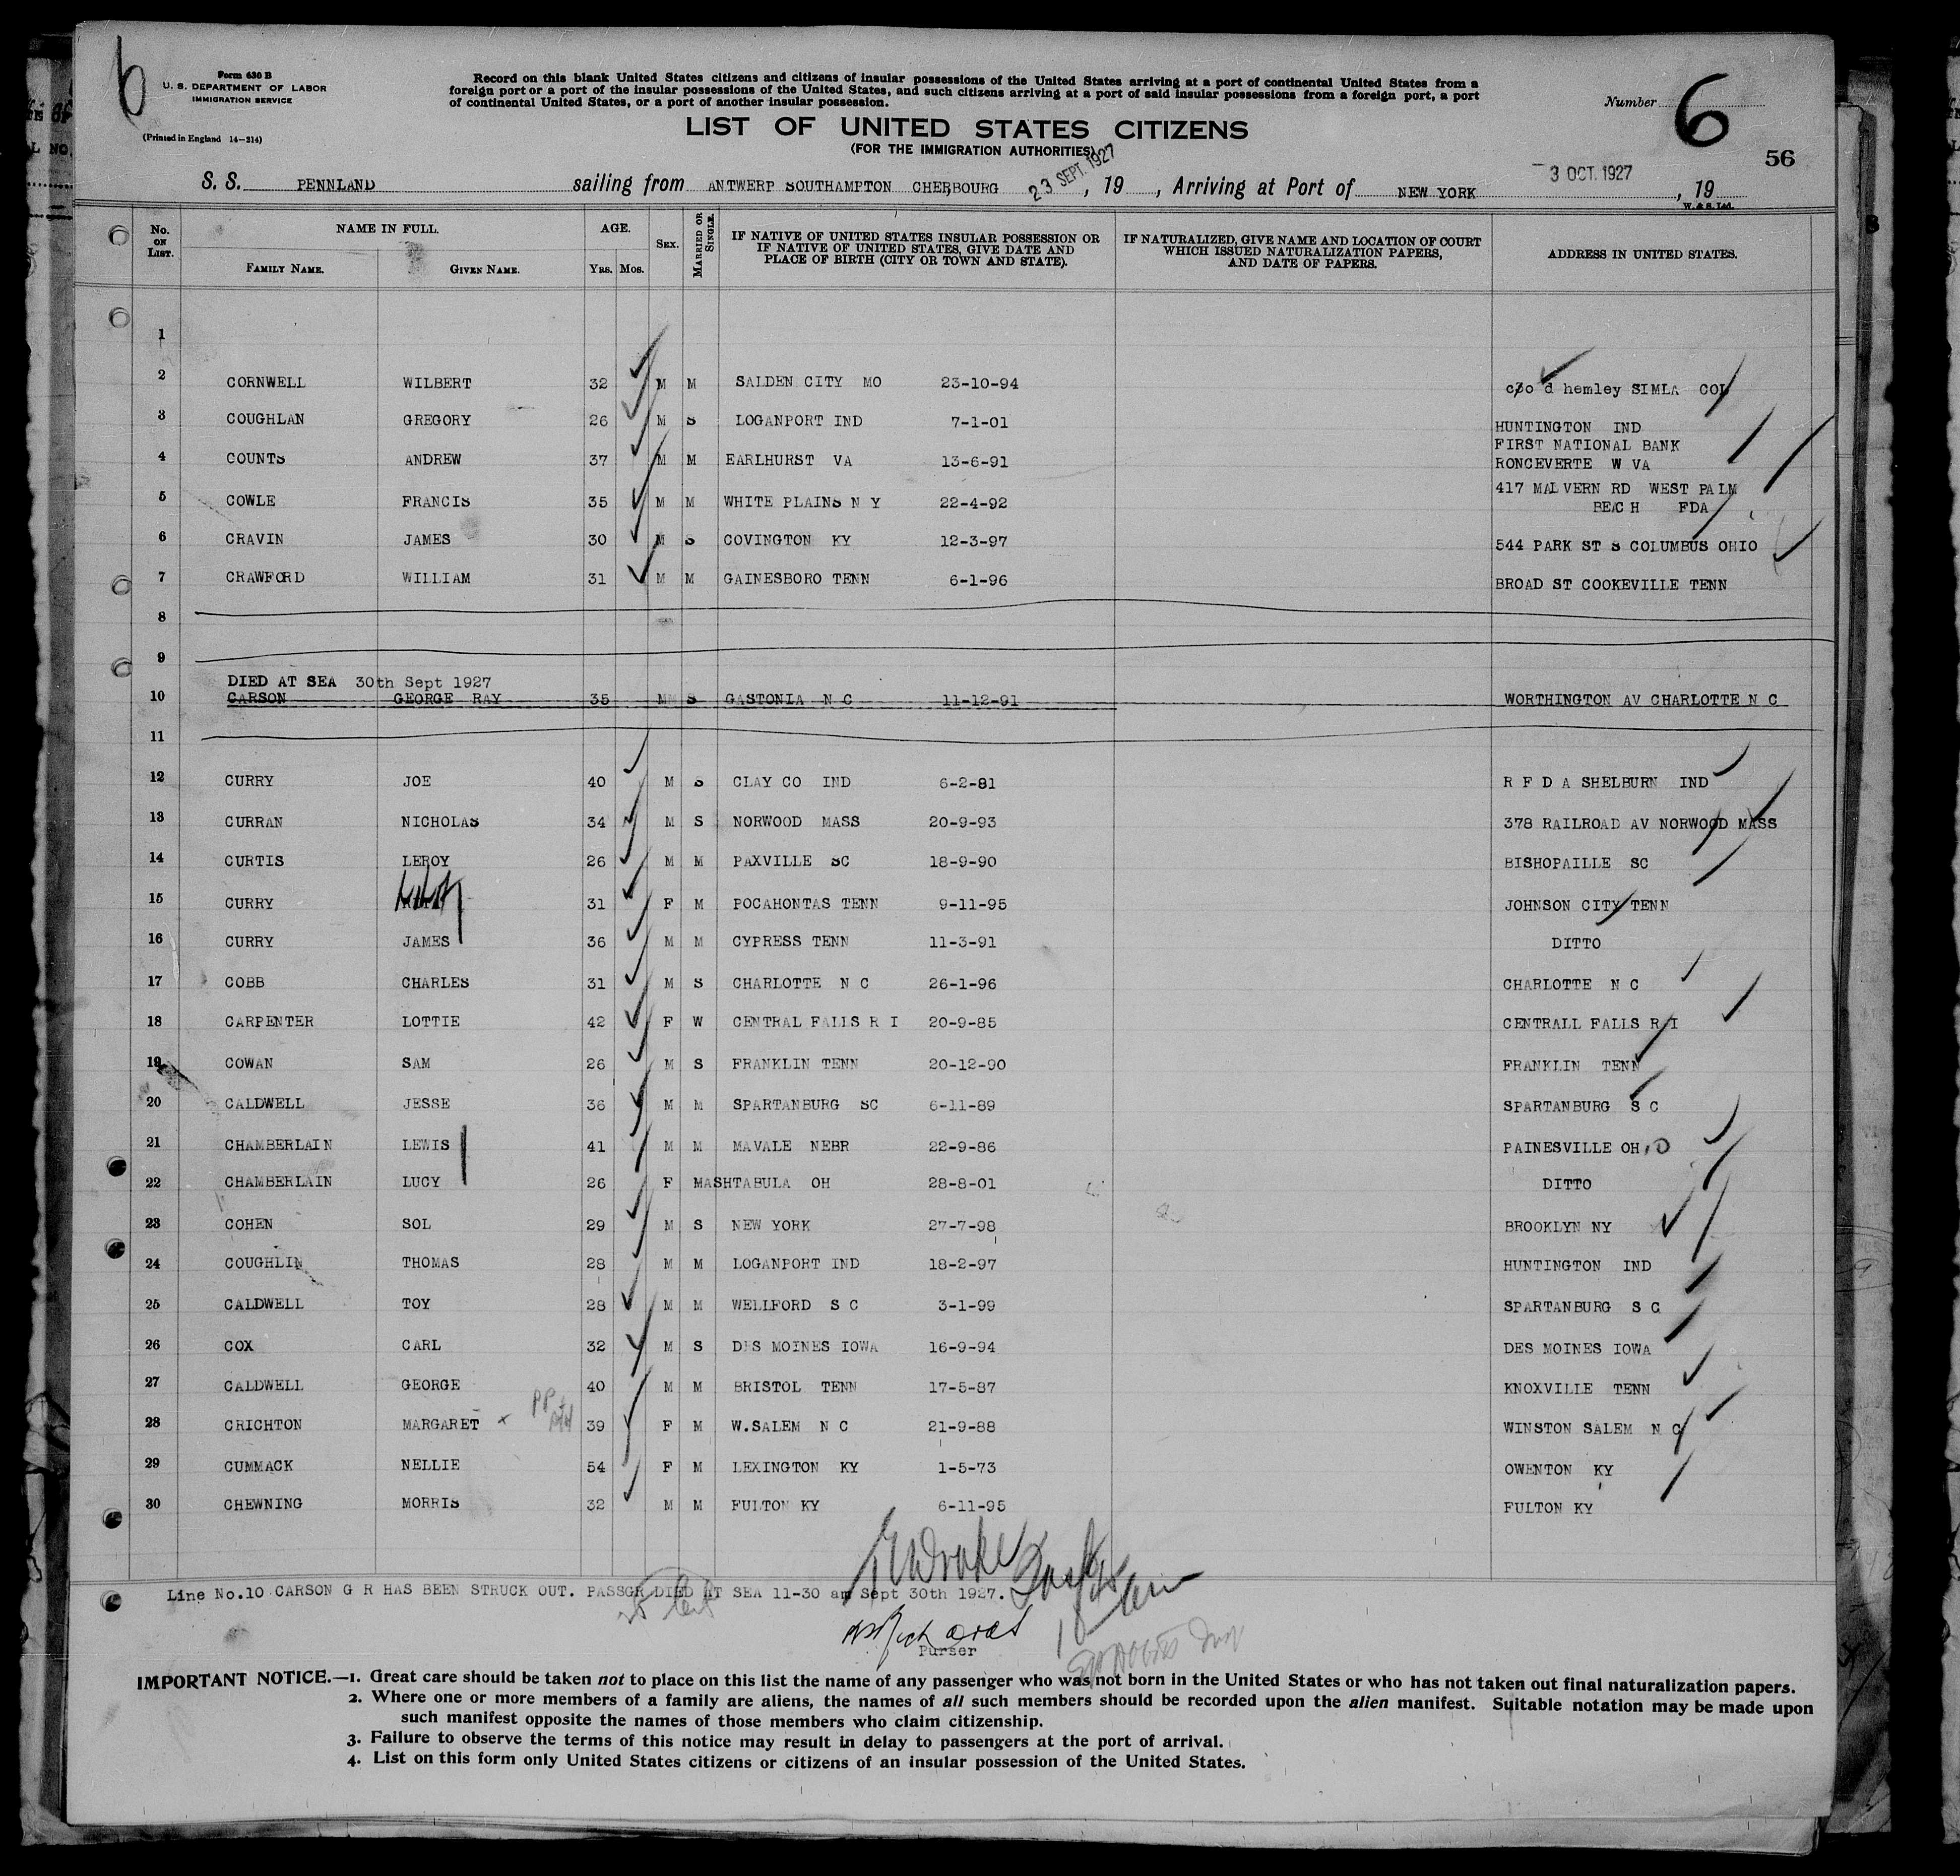 6
Form 630 B
U. S. DEPARTMENT OF LABOR
IMMIGRATION SERVICE
(Printed in England 14—314)
Record on this blank United States citizens and citizens of insular possessions of the United States arriving at a port of continental United States from a
foreign port or a port of the insular possessions of the United States, and such citizens arriving at a port of said insular possessions from a foreign port, a port
of continental United States, or a port of another insular possession.
Number 6
LIST OF UNITED STATES CITIZENS
(FOR THE IMMIGRATION AUTHORITIES)
56
S. S. PENNLAND sailing from ANTWERP SOUTHAMPTON CHERBOURG 23 SEPT. 1927, 19 , Arriving at Port of NEW YORK 3 OCT. 1927, 19
W. & S. Ltd.
No. ON LIST. NAME IN FULL. FAMILY NAME. GIVEN NAME. AGE. YRS. MOS. SEX. MARRIED OR SINGLE. IF NATIVE OF UNITED STATES INSULAR POSSESSION OR IF NATIVE OF UNITED STATES, GIVE DATE AND PLACE OF BIRTH (CITY OR TOWN AND STATE). IF NATURALIZED, GIVE NAME AND LOCATION OF COURT WHICH ISSUED NATURALIZATION PAPERS, AND DATE OF PAPERS. ADDRESS IN UNITED STATES.
1
2 CORNWELL WILBERT 32 M M SALDEN CITY MO 23-10-94 c/o d hemley SIMLA COL
3 COUGHLAN GREGORY 26 M S LOGANPORT IND 7-1-01 HUNTINGTON IND
4 COUNTS ANDREW 37 M M EARLHURST VA 13-6-91 FIRST NATIONAL BANK
RONCEVERTE W VA
5 COWLE FRANCIS 35 M M WHITE PLAINS N Y 22-4-92 417 MALVERN RD WEST PALM
BEACH FDA
6 CRAVIN JAMES 30 M S COVINGTON KY 12-3-97 544 PARK ST S COLUMBUS OHIO
7 CRAWFORD WILLIAM 31 M M GAINESBORO TENN 6-1-96 BROAD ST COOKEVILLE TENN
8
9
DIED AT SEA 30th Sept 1927
10 CARSON GEORGE RAY 35 M S GASTONIA N C 11-12-91 WORTHINGTON AV CHARLOTTE N C
11
12 CURRY JOE 40 M S CLAY CO IND 6-2-81 R F D A SHELBURN IND
13 CURRAN NICHOLAS 34 M S NORWOOD MASS 20-9-93 378 RAILROAD AV NORWOOD MASS
14 CURTIS LEROY 26 M M PAXVILLE SC 18-9-90 BISHOPAILLE SC
15 CURRY 31 F M POCAHONTAS TENN 9-11-95 JOHNSON CITY TENN
16 CURRY JAMES 36 M M CYPRESS TENN 11-3-91 DITTO
17 COBB CHARLES 31 M S CHARLOTTE N C 26-1-96 CHARLOTTE N C
18 CARPENTER LOTTIE 42 F W CENTRAL FALLS R I 20-9-85 CENTRALL FALLS R I
19 COWAN SAM 26 M S FRANKLIN TENN 20-12-90 FRANKLIN TENN
20 CALDWELL JESSE 36 M M SPARTANBURG SC 6-11-89 SPARTANBURG S C
21 CHAMBERLAIN LEWIS 41 M M MAVALE NEBR 22-9-86 PAINESVILLE OHIO
22 CHAMBERLAIN LUCY 26 F MASHTABULA OH 28-8-01 DITTO
23 COHEN SOL 29 M S NEW YORK 27-7-98 BROOKLYN NY
24 COUGHLIN THOMAS 28 M M LOGANPORT IND 18-2-97 HUNTINGTON IND
25 CALDWELL TOY 28 M M WELLFORD S C 3-1-99 SPARTANBURG S C
26 COX CARL 32 M S DES MOINES IOWA 16-9-94 DES MOINES IOWA
27 CALDWELL GEORGE 40 M M BRISTOL TENN 17-5-87 KNOXVILLE TENN
28 CRICHTON MARGARET x PP 39 F M W.SALEM N C 21-9-88 WINSTON SALEM N C
29 CUMMACK NELLIE 54 F M LEXINGTON KY 1-5-73 OWENTON KY
30 CHEWNING MORRIS 32 M M FULTON KY 6-11-95 FULTON KY
Line No.10 CARSON G R HAS BEEN STRUCK OUT. PASSGR DIED AT SEA 11-30 am Sept 30th 1927.
Purser
IMPORTANT NOTICE.—1. Great care should be taken not to place on this list the name of any passenger who was not born in the United States or who has not taken out final naturalization papers.
2. Where one or more members of a family are aliens, the names of all such members should be recorded upon the alien manifest. Suitable notation may be made upon
such manifest opposite the names of those members who claim citizenship.
3. Failure to observe the terms of this notice may result in delay to passengers at the port of arrival.
4. List on this form only United States citizens or citizens of an insular possession of the United States.